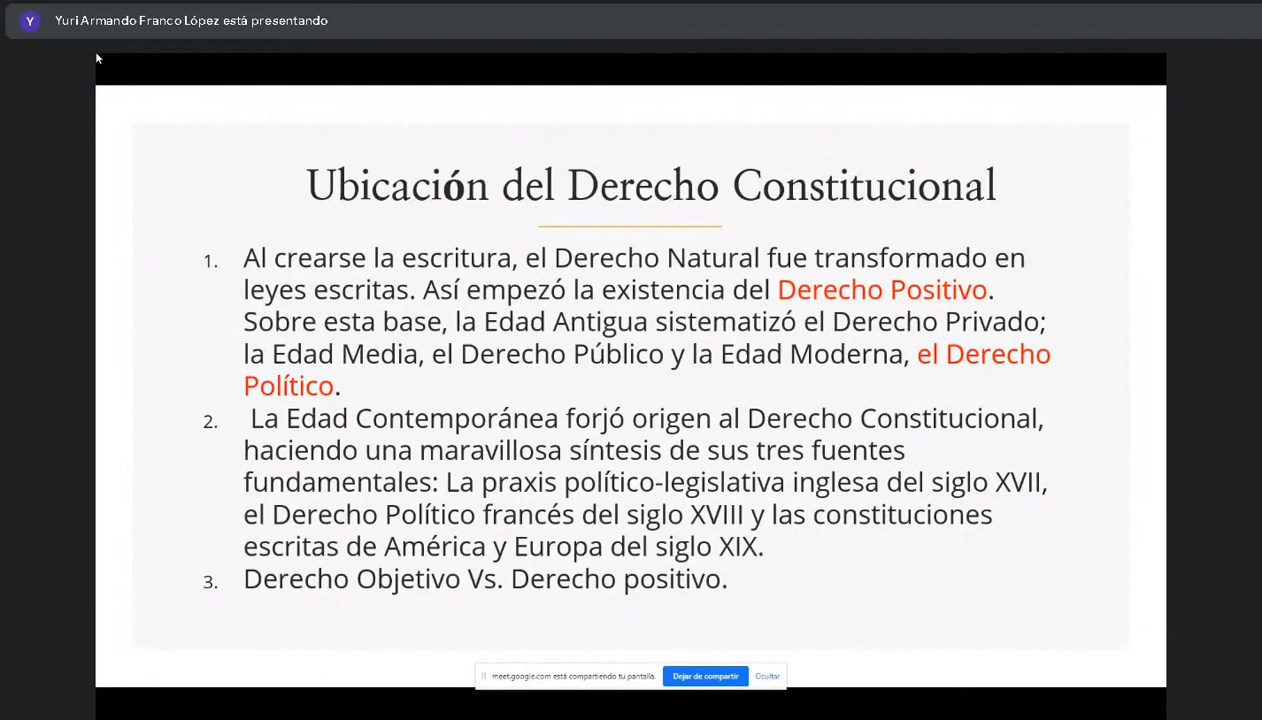 Y
Yuri Armando Franco López está presentando
Ubicación del Derecho Constitucional
1. Al crearse la escritura, el Derecho Natural fue transformado en
leyes escritas. Así empezó la existencia del Derecho Positivo.
Sobre esta base, la Edad Antigua sistematizó el Derecho Privado;
la Edad Media, el Derecho Público y la Edad Moderna, el Derecho
Político.
2. La Edad Contemporánea forjó origen al Derecho Constitucional,
haciendo una maravillosa síntesis de sus tres fuentes
fundamentales: La praxis político-legislativa inglesa del siglo XVII,
el Derecho Político francés del siglo XVIII y las constituciones
escritas de América y Europa del siglo XIX.
3. Derecho Objetivo Vs. Derecho positivo.
meet.google.com está compartiendo tu pantalla. Dejar de compartir Ocultar